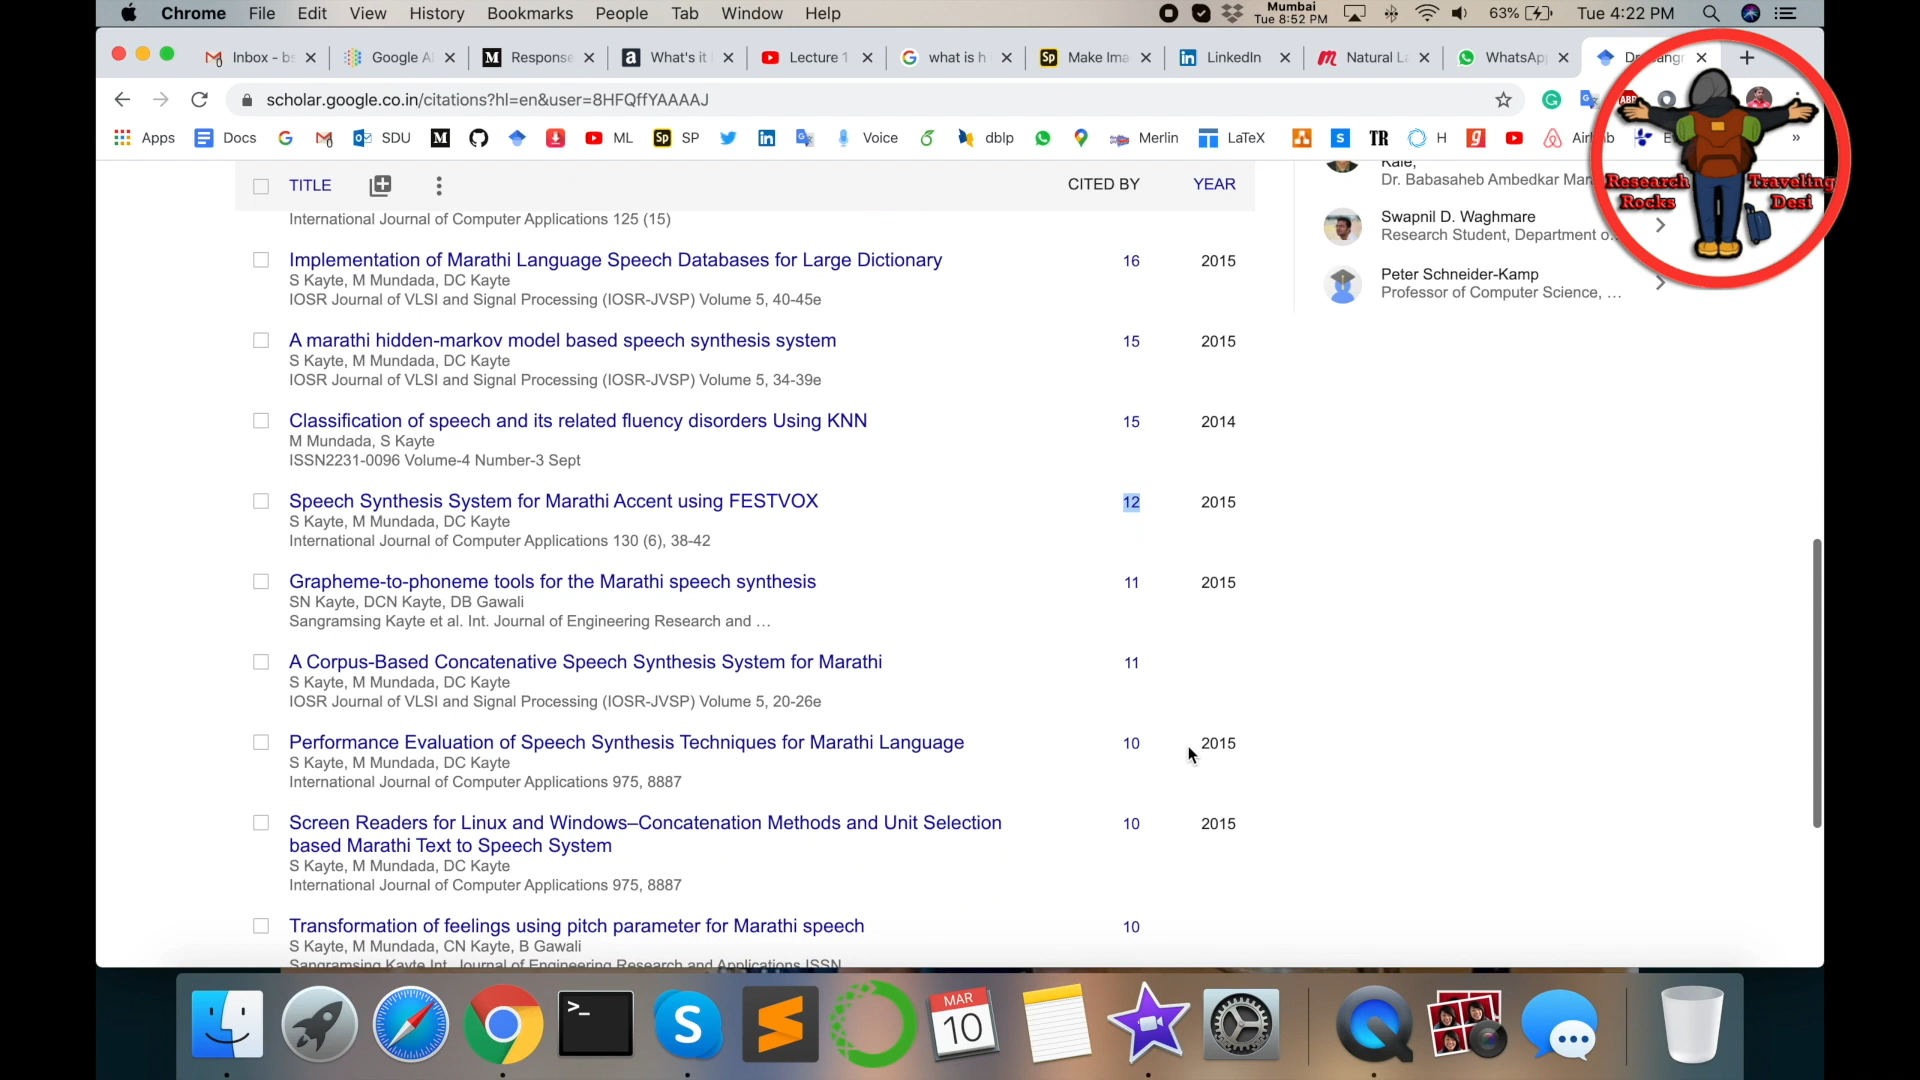 Chrome File Edit View History Bookmarks People Tab Window Help
Mumbai
Tue 8:52 PM
63%
Tue 4:22 PM
Inbox - bs
Google A
Response
What's it
Lecture 1
what is h
Make Ima
LinkedIn
Natural La
WhatsApp
scholar.google.co.in/citations?hl=en&user=8HFQffYAAAAJ
ABP
Apps Docs SDU ML SP Voice dblp Merlin LaTeX TR H
Research Rocks
Traveling Desi
TITLE CITED BY YEAR
International Journal of Computer Applications 125 (15)
Implementation of Marathi Language Speech Databases for Large Dictionary 16 2015
S Kayte, M Mundada, DC Kayte
IOSR Journal of VLSI and Signal Processing (IOSR-JVSP) Volume 5, 40-45e
A marathi hidden-markov model based speech synthesis system 15 2015
S Kayte, M Mundada, DC Kayte
IOSR Journal of VLSI and Signal Processing (IOSR-JVSP) Volume 5, 34-39e
Classification of speech and its related fluency disorders Using KNN 15 2014
M Mundada, S Kayte
ISSN2231-0096 Volume-4 Number-3 Sept
Speech Synthesis System for Marathi Accent using FESTVOX 12 2015
S Kayte, M Mundada, DC Kayte
International Journal of Computer Applications 130 (6), 38-42
Grapheme-to-phoneme tools for the Marathi speech synthesis 11 2015
SN Kayte, DCN Kayte, DB Gawali
Sangramsing Kayte et al. Int. Journal of Engineering Research and …
A Corpus-Based Concatenative Speech Synthesis System for Marathi 11
S Kayte, M Mundada, DC Kayte
IOSR Journal of VLSI and Signal Processing (IOSR-JVSP) Volume 5, 20-26e
Performance Evaluation of Speech Synthesis Techniques for Marathi Language 10 2015
S Kayte, M Mundada, DC Kayte
International Journal of Computer Applications 975, 8887
Screen Readers for Linux and Windows–Concatenation Methods and Unit Selection 10 2015
based Marathi Text to Speech System
S Kayte, M Mundada, DC Kayte
International Journal of Computer Applications 975, 8887
Transformation of feelings using pitch parameter for Marathi speech 10
S Kayte, M Mundada, CN Kayte, B Gawali
Sangramsing Kayte Int. Journal of Engineering Research and Applications ISSN
Kale,
Dr. Babasaheb Ambedkar
Swapnil D. Waghmare
Research Student, Department o…
Peter Schneider-Kamp
Professor of Computer Science, …
MAR
10